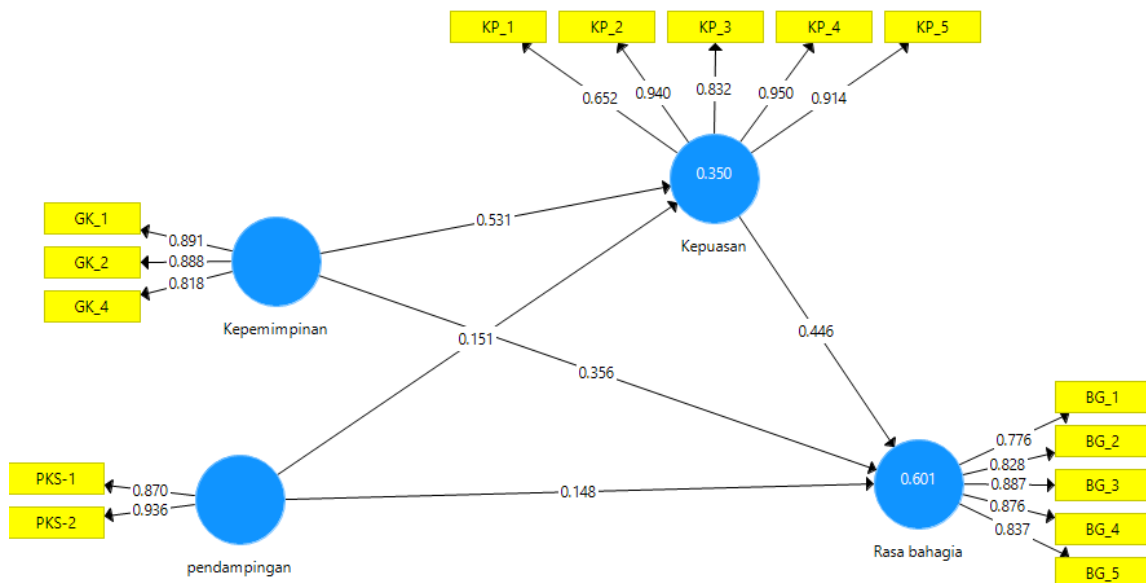 KP_1
KP_2
KP_3
KP_4
KP_5
0.652
0.940
0.832
0.950
0.914
0.350
Kepuasan
GK_1
GK_2
GK_4
0.891
0.888
0.818
Kepemimpinan
0.531
0.151
0.356
0.446
PKS-1
PKS-2
0.870
0.936
pendampingan
0.148
0.601
Rasa bahagia
0.776
0.828
0.887
0.876
0.837
BG_1
BG_2
BG_3
BG_4
BG_5